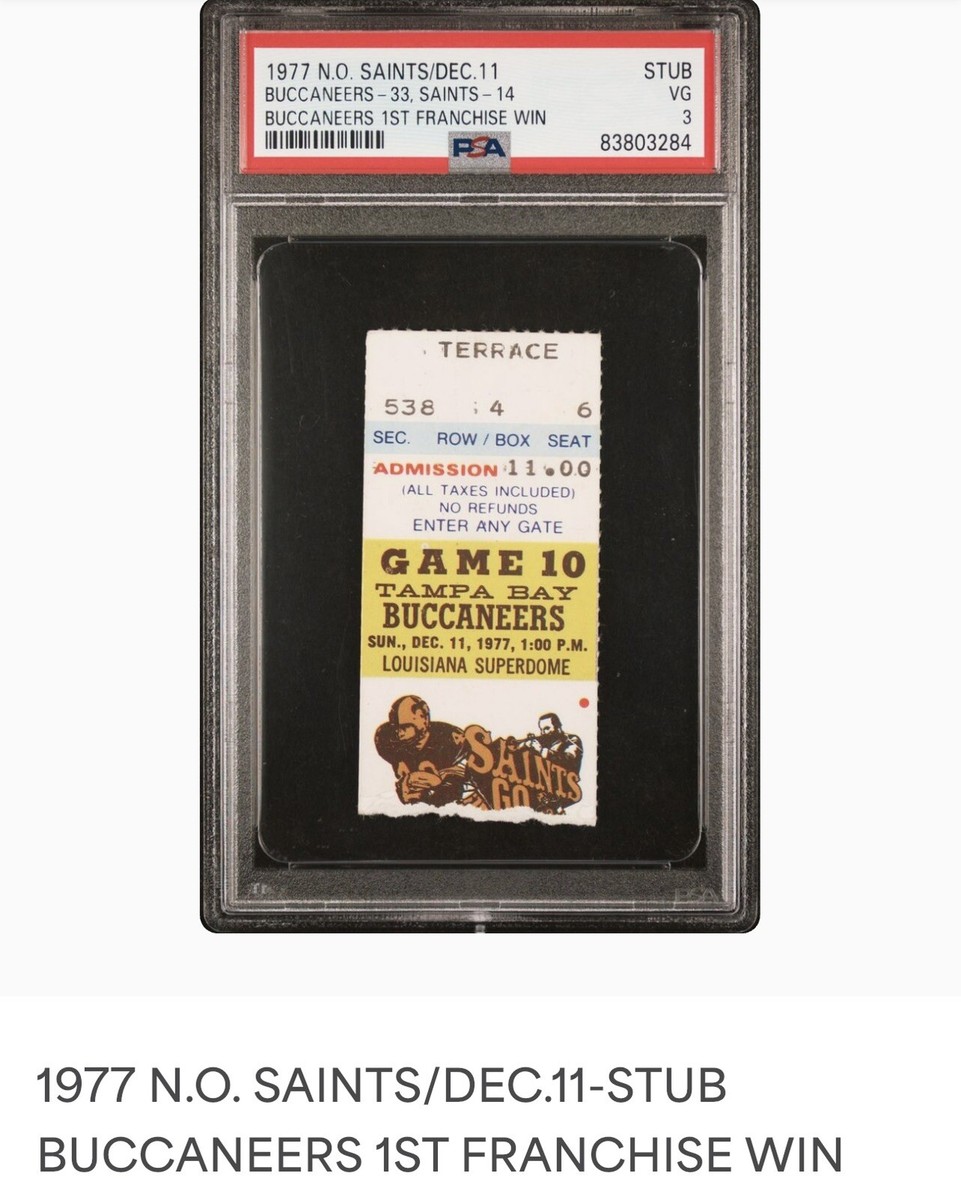 1977 N.O. SAINTS/DEC.11 STUB
BUCCANEERS - 33, SAINTS - 14 VG
BUCCANEERS 1ST FRANCHISE WIN 3
PSA 83803284
TERRACE
538 4 6
SEC. ROW / BOX SEAT
ADMISSION 11.00
(ALL TAXES INCLUDED)
NO REFUNDS
ENTER ANY GATE
GAME 10
TAMPA BAY
BUCCANEERS
SUN., DEC. 11, 1977, 1:00 P.M.
LOUISIANA SUPERDOME
SAINTS
GO
PSA
1977 N.O. SAINTS/DEC.11-STUB
BUCCANEERS 1ST FRANCHISE WIN